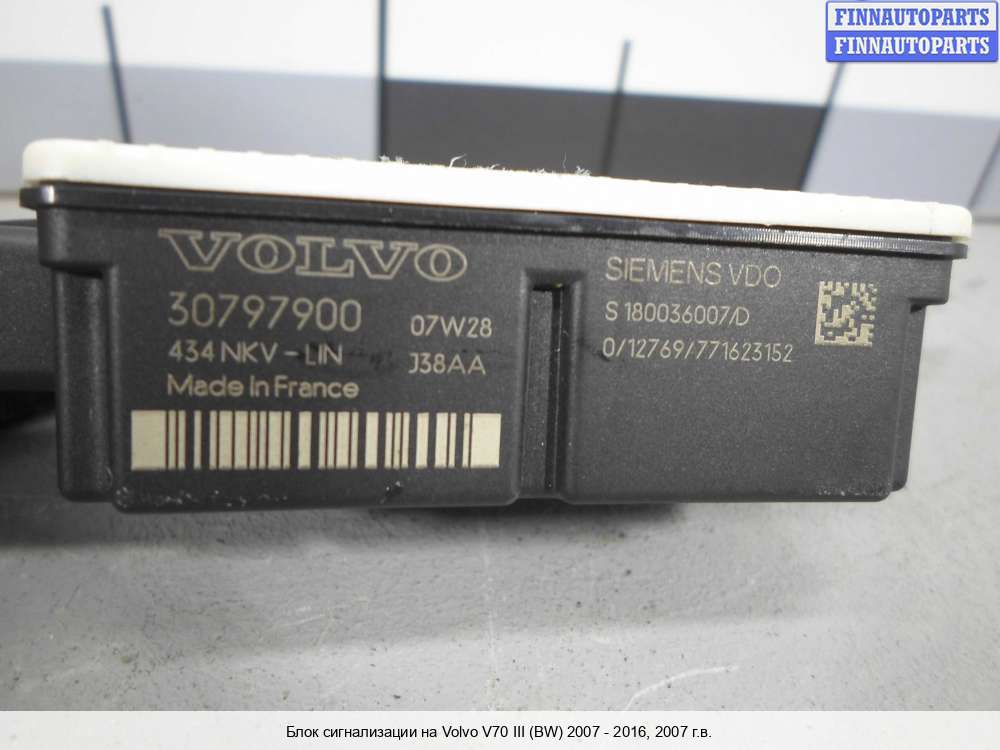 FINNAUTOPARTS
FINNAUTOPARTS
VOLVO
30797900
07W28
434 NKV-LIN
J38AA
Made In France
SIEMENS VDO
S 180036007/D
0/12769/771623152
Блок сигнализации на Volvo V70 III (BW) 2007 - 2016, 2007 г.в.